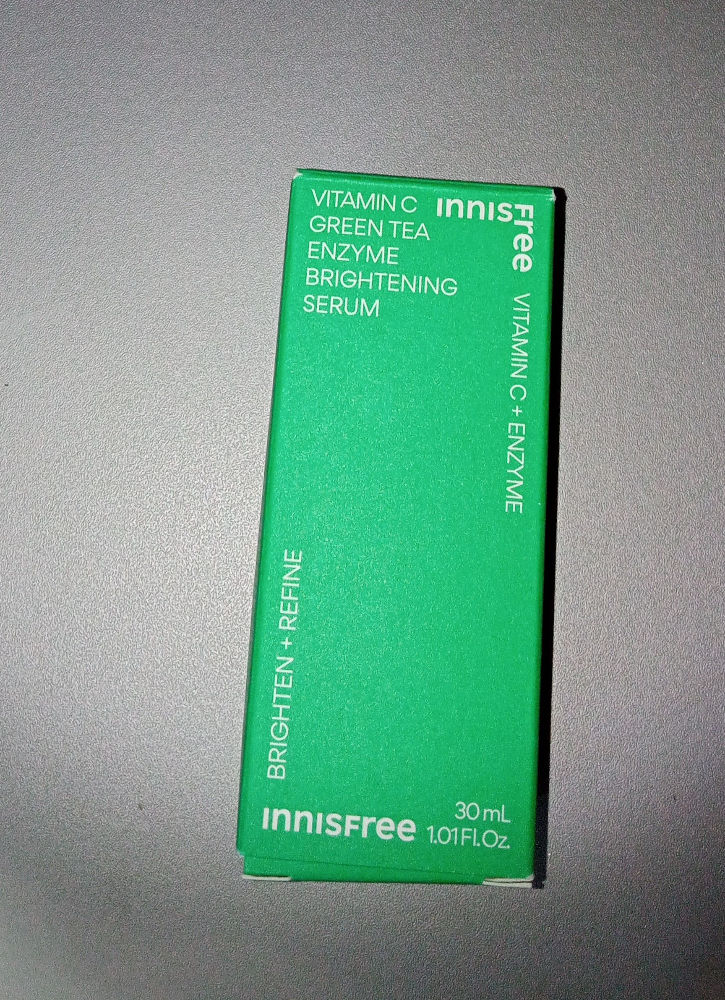 VITAMIN C
GREEN TEA
ENZYME
BRIGHTENING
SERUM
innisfree
VITAMIN C + ENZYME
BRIGHTEN + REFINE
innisfree
30 mL
1.01 Fl. Oz.